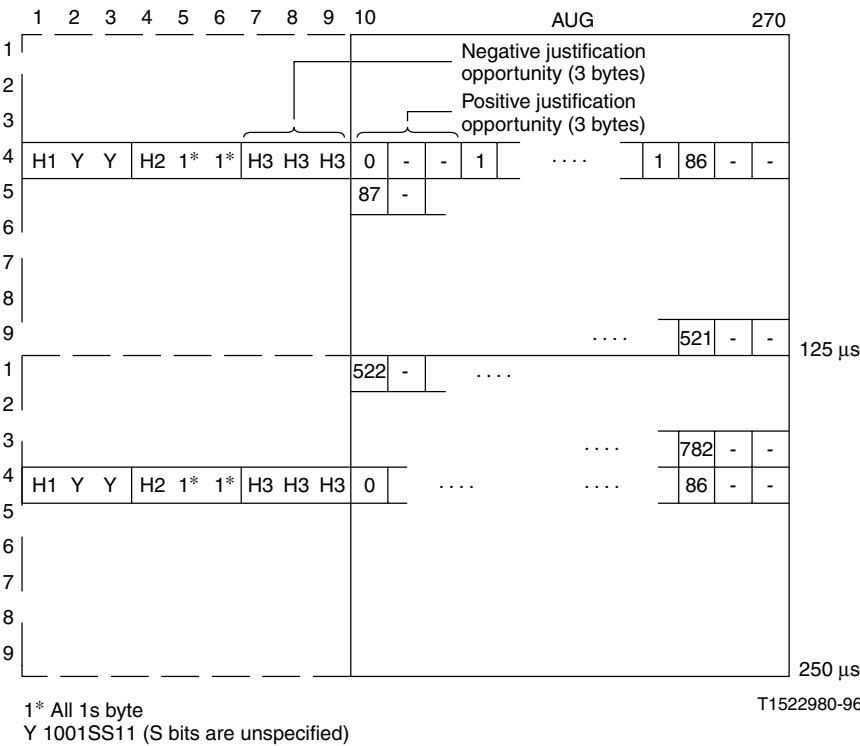 1 2 3 4 5 6 7 8 9 10 AUG 270
1
Negative justification
opportunity (3 bytes)
2
Positive justification
opportunity (3 bytes)
3
4 H1 Y Y H2 1* 1* H3 H3 H3 0 - - 1 .... 1 86 - -
5 87 -
6
7
8
9 .... 521 - -
125 µs
1 522 - ....
2
3 .... 782 - -
4 H1 Y Y H2 1* 1* H3 H3 H3 0 .... .... 86 - -
5
6
7
8
9
250 µs
T1522980-96
1* All 1s byte
Y 1001SS11 (S bits are unspecified)